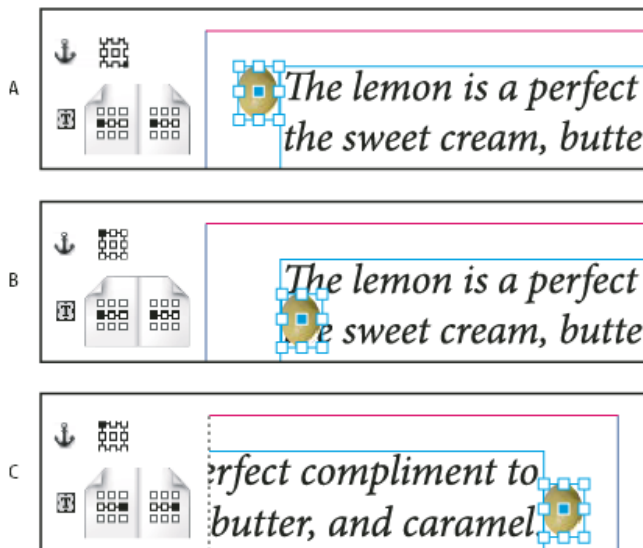 A
The lemon is a perfect
the sweet cream, butte
B
The lemon is a perfect
e sweet cream, butte
C
erfect compliment to
butter, and caramel.